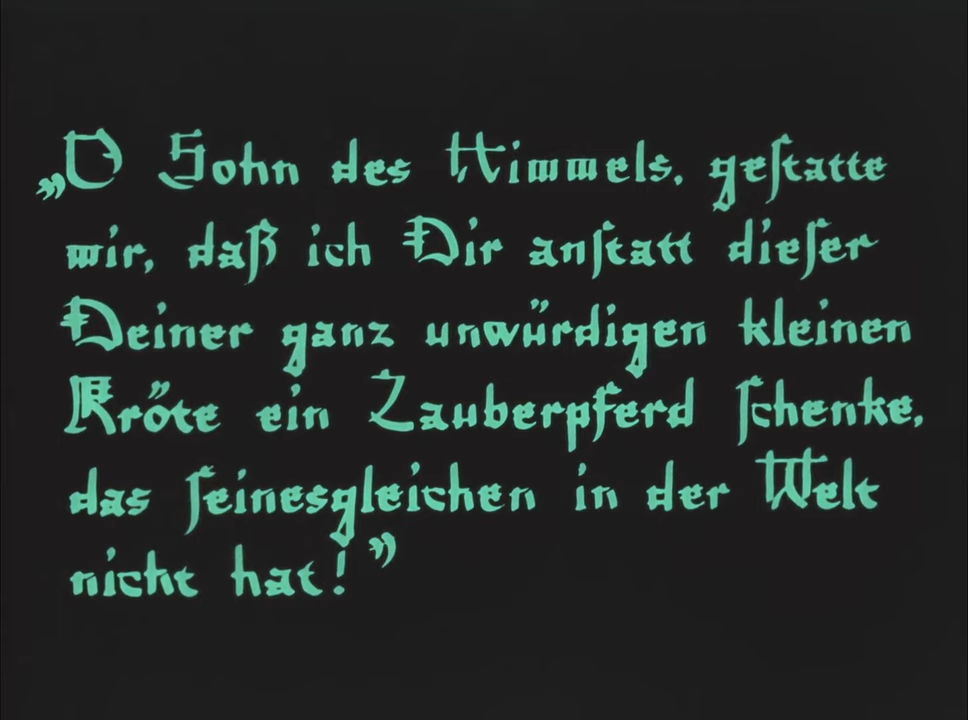 „O Sohn des Himmels, geſtatte
mir, daß ich Dir anſtatt dieſer
Deiner ganz unwürdigen kleinen
Kröte ein Zauberpferd ſchenke,
das ſeinesgleichen in der Welt
nicht hat!”